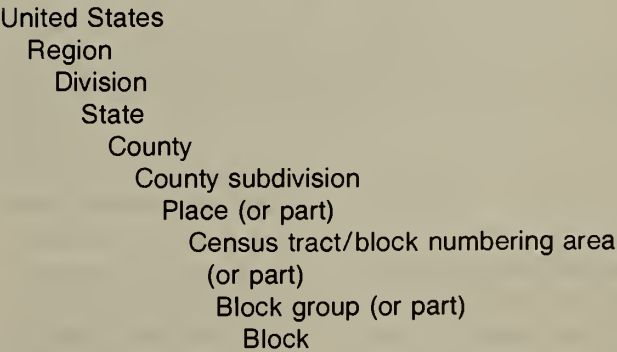 United States
Region
Division
State
County
County subdivision
Place (or part)
Census tract/block numbering area
(or part)
Block group (or part)
Block